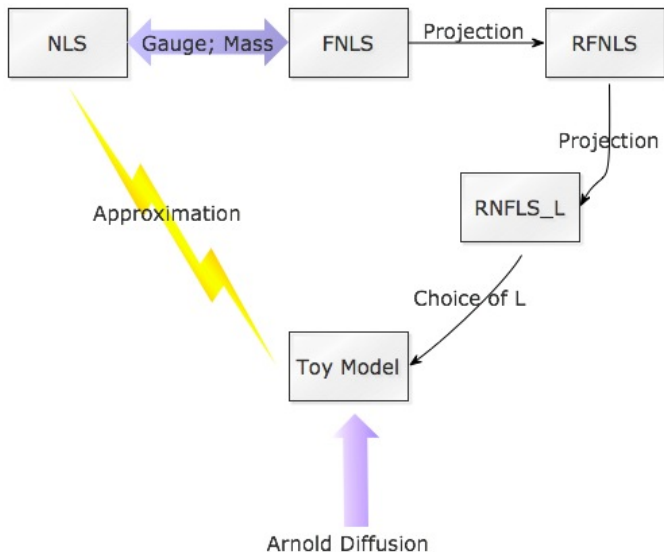 NLS
Gauge; Mass
FNLS
Projection
RFNLS
Projection
RNFLS_L
Approximation
Choice of L
Toy Model
Arnold Diffusion